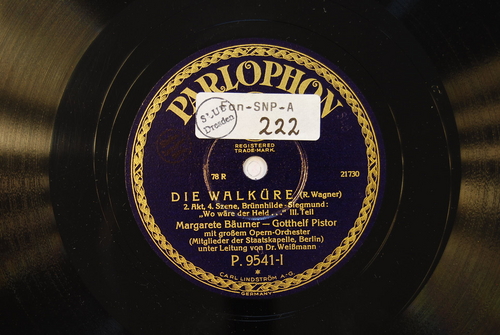 PARLOPHON
SLUB
Dresden
Fon-SNP-A
222
REGISTERED
TRADE-MARK.
78 R
21730
DIE WALKÜRE (R. Wagner)
2. Akt, 4. Szene, Brünnhilde-Siegmund:
„Wo wäre der Held . . .” III. Teil
Margarete Bäumer — Gotthelf Pistor
mit großem Opern-Orchester
(Mitglieder der Staatskapelle, Berlin)
unter Leitung von Dr. Weißmann
P. 9541-I
CARL LINDSTRÖM A.-G.
GERMANY